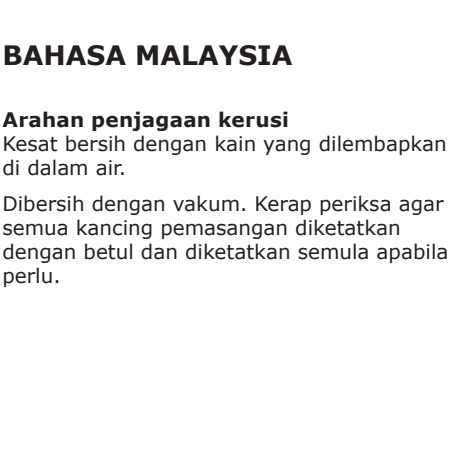 BAHASA MALAYSIA
Arahan penjagaan kerusi
Kesat bersih dengan kain yang dilembapkan
di dalam air.
Dibersih dengan vakum. Kerap periksa agar
semua kancing pemasangan diketatkan
dengan betul dan diketatkan semula apabila
perlu.